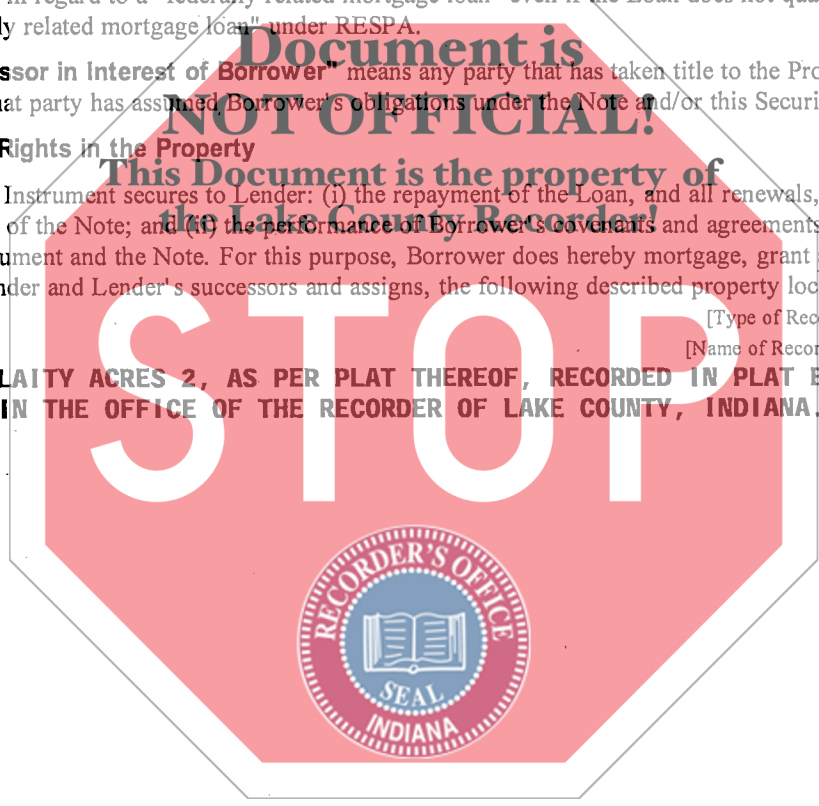 in regard to a "federally related mortgage loan" even if the Loan does not qua
y related mortgage loan" under RESPA.
Document is
ssor in Interest of Borrower" means any party that has taken title to the Pro
at party has assumed Borrower's obligations under the Note and/or this Securi
NOT OFFICIAL!
Rights in the Property
This Document is the property of
Instrument secures to Lender: (i) the repayment of the Loan, and all renewals,
the Lake County Recorder!
of the Note; and (ii) the performance of Borrower's covenants and agreements
ument and the Note. For this purpose, Borrower does hereby mortgage, grant
nder and Lender's successors and assigns, the following described property loc
[Type of Reco
[Name of Recor
LAITY ACRES 2, AS PER PLAT THEREOF, RECORDED IN PLAT B
IN THE OFFICE OF THE RECORDER OF LAKE COUNTY, INDIANA.
STOP
RECORDER'S OFFICE
SEAL
INDIANA